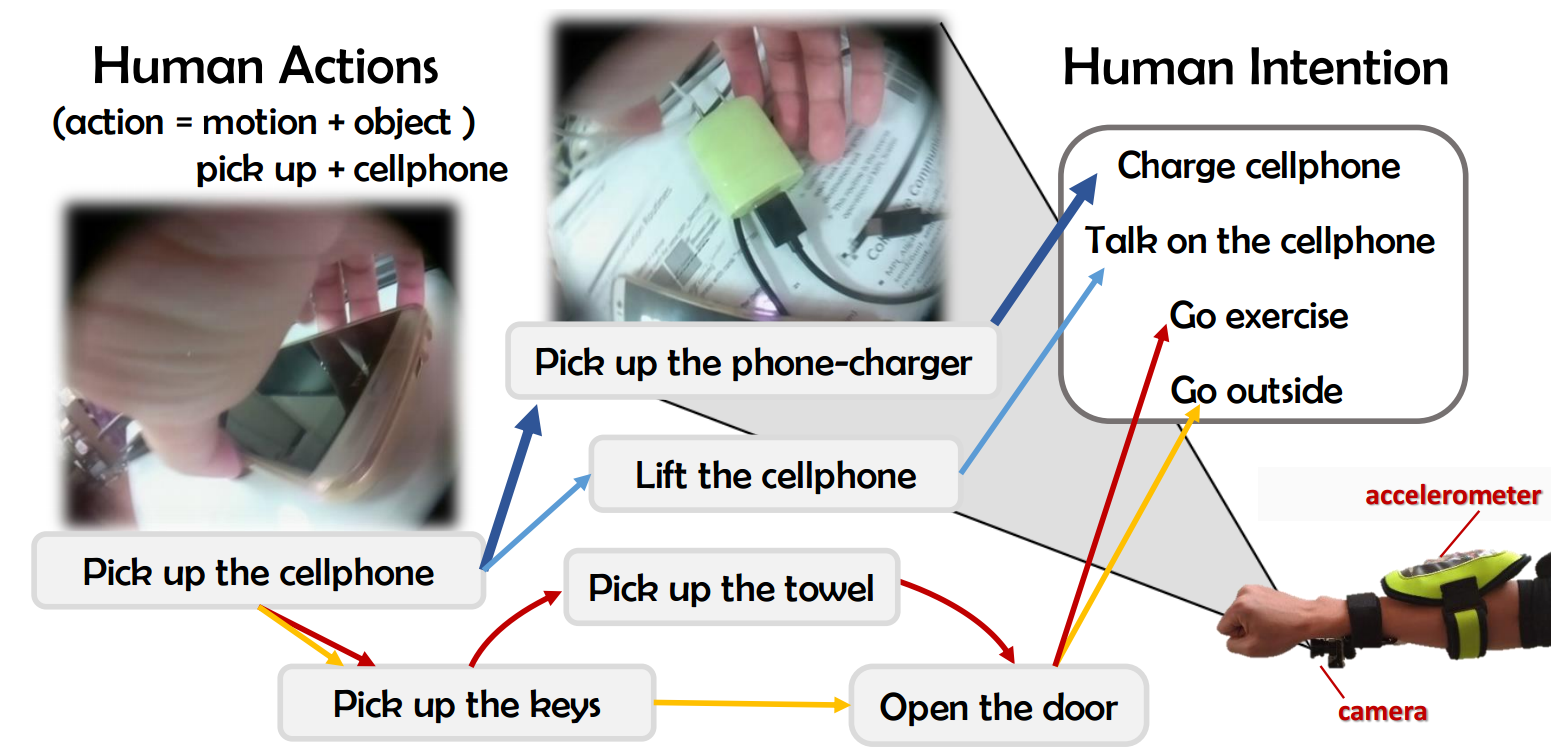 Human Actions
(action = motion + object )
pick up + cellphone
Human Intention
Charge cellphone
Talk on the cellphone
Go exercise
Go outside
Pick up the phone-charger
Lift the cellphone
Pick up the cellphone
Pick up the towel
Pick up the keys
Open the door
accelerometer
camera